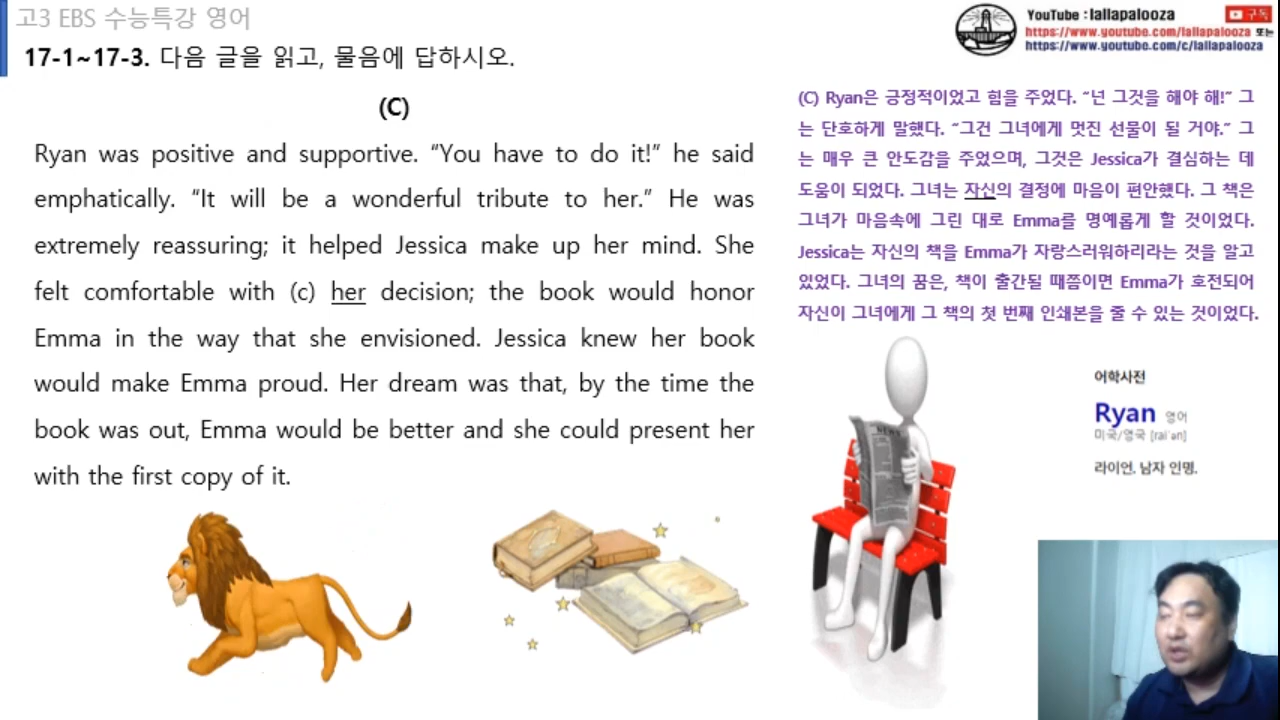 고3 EBS 수능특강 영어
17-1~17-3. 다음 글을 읽고, 물음에 답하시오.
YouTube : lallapalooza
구독
https://www.youtube.com/lallapalooza 또는
https://www.youtube.com/c/lallapalooza
(C)
Ryan was positive and supportive. “You have to do it!” he said
emphatically. “It will be a wonderful tribute to her.” He was
extremely reassuring; it helped Jessica make up her mind. She
felt comfortable with (c) her decision; the book would honor
Emma in the way that she envisioned. Jessica knew her book
would make Emma proud. Her dream was that, by the time the
book was out, Emma would be better and she could present her
with the first copy of it.
(C) Ryan은 긍정적이었고 힘을 주었다. “넌 그것을 해야 해!” 그
는 단호하게 말했다. “그건 그녀에게 멋진 선물이 될 거야.” 그
는 매우 큰 안도감을 주었으며, 그것은 Jessica가 결심하는 데
도움이 되었다. 그녀는 자신의 결정에 마음이 편안했다. 그 책은
그녀가 마음속에 그린 대로 Emma를 명예롭게 할 것이었다.
Jessica는 자신의 책을 Emma가 자랑스러워하리라는 것을 알고
있었다. 그녀의 꿈은, 책이 출간될 때쯤이면 Emma가 호전되어
자신이 그녀에게 그 책의 첫 번째 인쇄본을 줄 수 있는 것이었다.
NEWS
어학사전
Ryan 영어
미국/영국 [raiˈən]
라이언. 남자 인명.